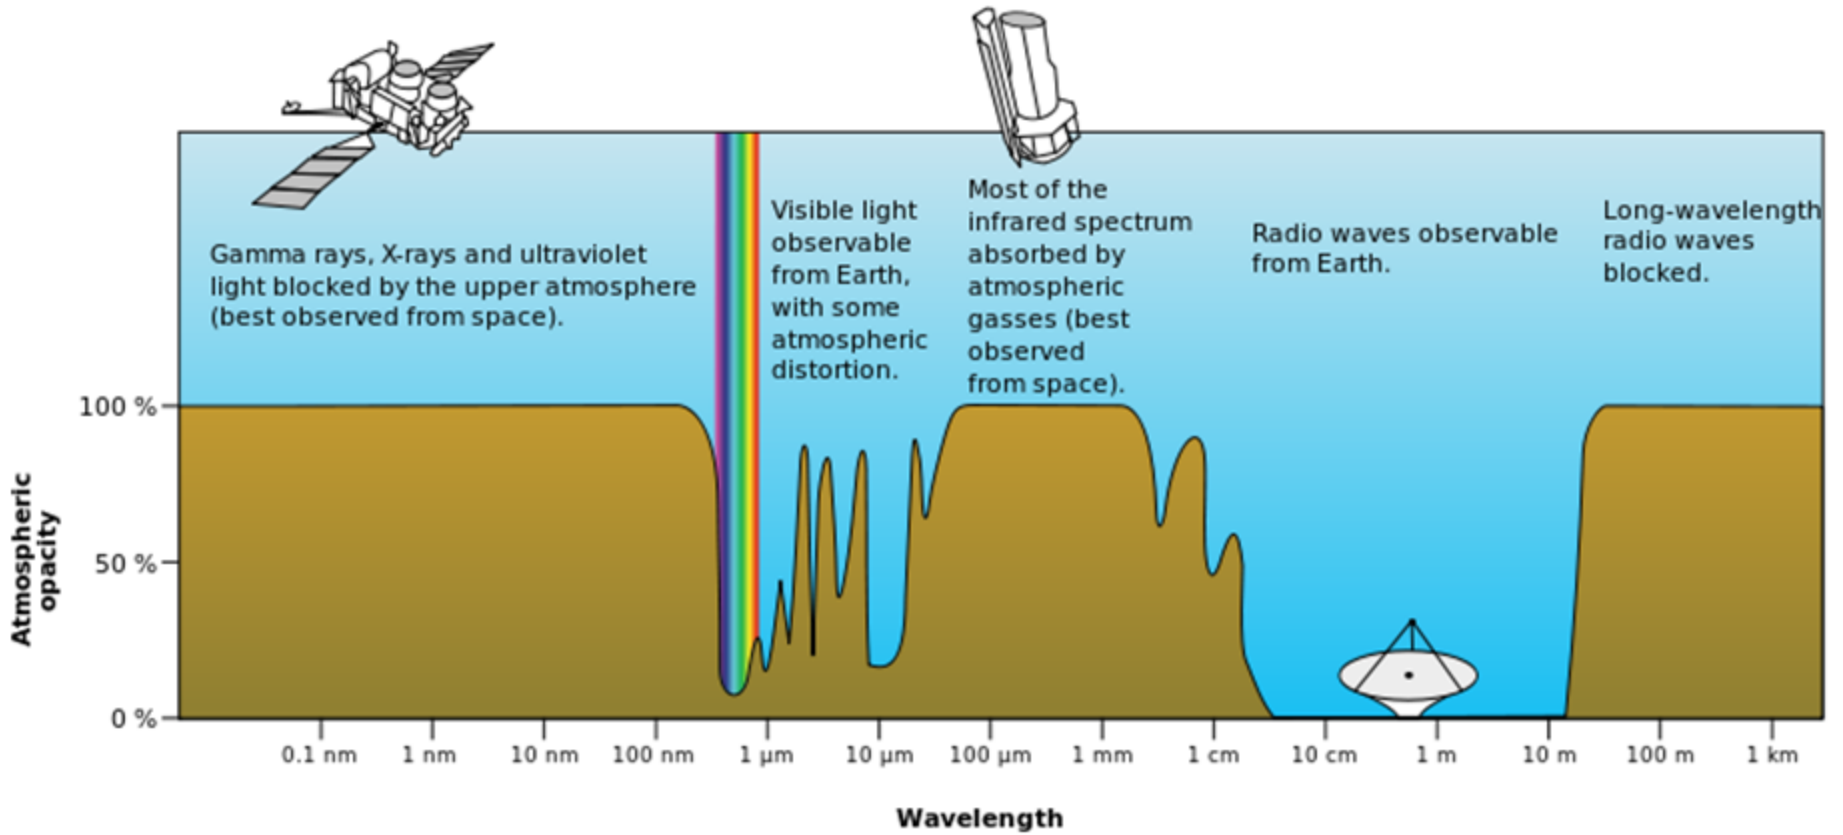 Gamma rays, X-rays and ultraviolet
light blocked by the upper atmosphere
(best observed from space).
Visible light
observable
from Earth,
with some
atmospheric
distortion.
Most of the
infrared spectrum
absorbed by
atmospheric
gasses (best
observed
from space).
Radio waves observable
from Earth.
Long-wavelength
radio waves
blocked.
Atmospheric
opacity
100 %
50 %
0 %
0.1 nm
1 nm
10 nm
100 nm
1 μm
10 μm
100 μm
1 mm
1 cm
10 cm
1 m
10 m
100 m
1 km
Wavelength